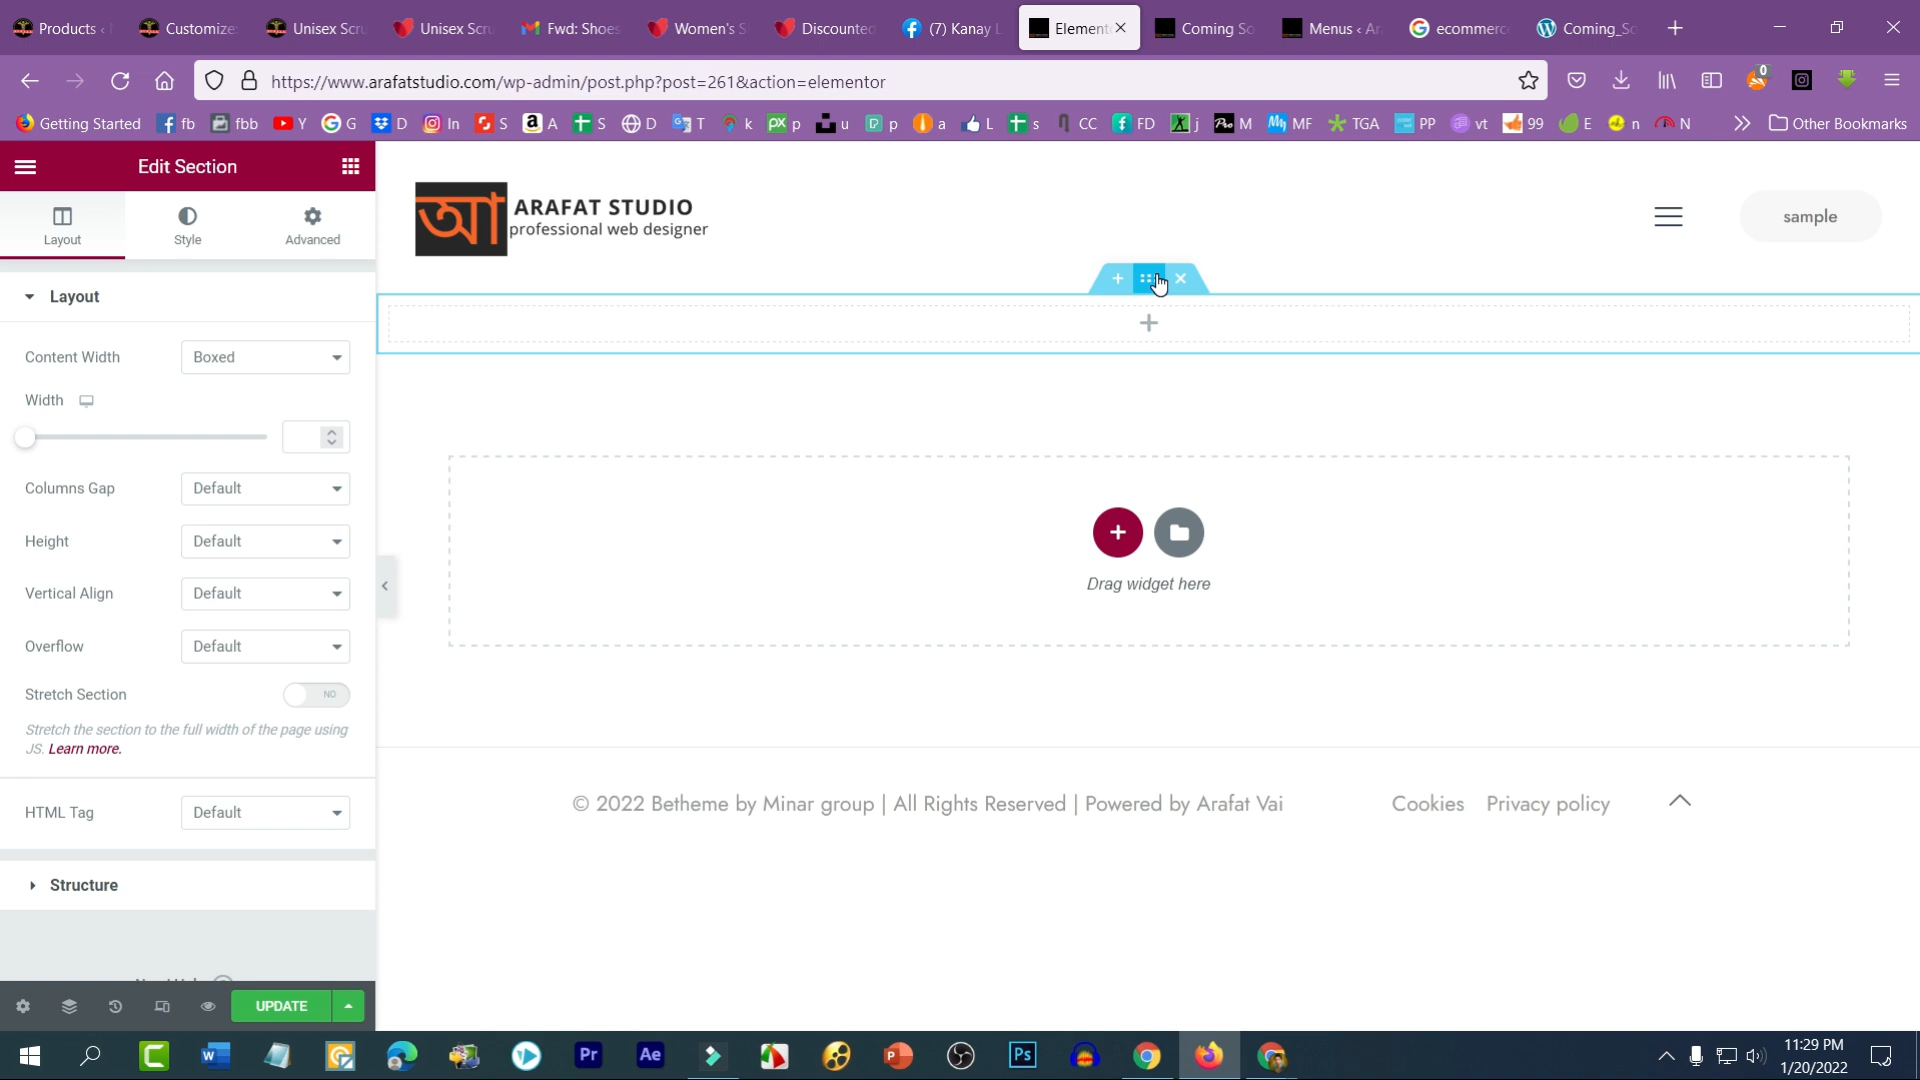 Products ‹
Customize:
Unisex Scru
Unisex Scru
Fwd: Shoes
Women's S
Discounted
(7) Kanay L
Element
Coming So
Menus ‹ Ar
ecommerc
Coming_So
https://www.arafatstudio.com/wp-admin/post.php?post=261&action=elementor
0
Getting Started
fb
fbb
Y
G
D
In
S
A
S
D
T
k
p
u
p
a
L
s
CC
FD
j
M
MF
TGA
PP
vt
99
E
n
N
Other Bookmarks
Edit Section
Layout
Style
Advanced
Layout
Content Width
Boxed
Width
Columns Gap
Default
Height
Default
Vertical Align
Default
Overflow
Default
Stretch Section
NO
Stretch the section to the full width of the page using
JS. Learn more.
HTML Tag
Default
Structure
UPDATE
আ
ARAFAT STUDIO
professional web designer
sample
Drag widget here
© 2022 Betheme by Minar group | All Rights Reserved | Powered by Arafat Vai
Cookies
Privacy policy
11:29 PM
1/20/2022